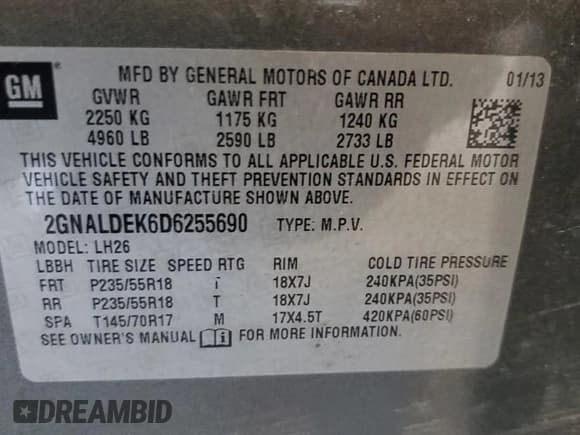 GM ®
MFD BY GENERAL MOTORS OF CANADA LTD. 01/13
GVWR GAWR FRT GAWR RR
2250 KG 1175 KG 1240 KG
4960 LB 2590 LB 2733 LB
THIS VEHICLE CONFORMS TO ALL APPLICABLE U.S. FEDERAL MOTOR
VEHICLE SAFETY AND THEFT PREVENTION STANDARDS IN EFFECT ON
THE DATE OF MANUFACTURE SHOWN ABOVE.
2GNALDEK6D6255690 TYPE: M.P.V.
MODEL: LH26
LBBH TIRE SIZE SPEED RTG RIM COLD TIRE PRESSURE
FRT P235/55R18 T 18X7J 240KPA(35PSI)
RR P235/55R18 T 18X7J 240KPA(35PSI)
SPA T145/70R17 M 17X4.5T 420KPA(60PSI)
SEE OWNER'S MANUAL FOR MORE INFORMATION.
DREAMBID